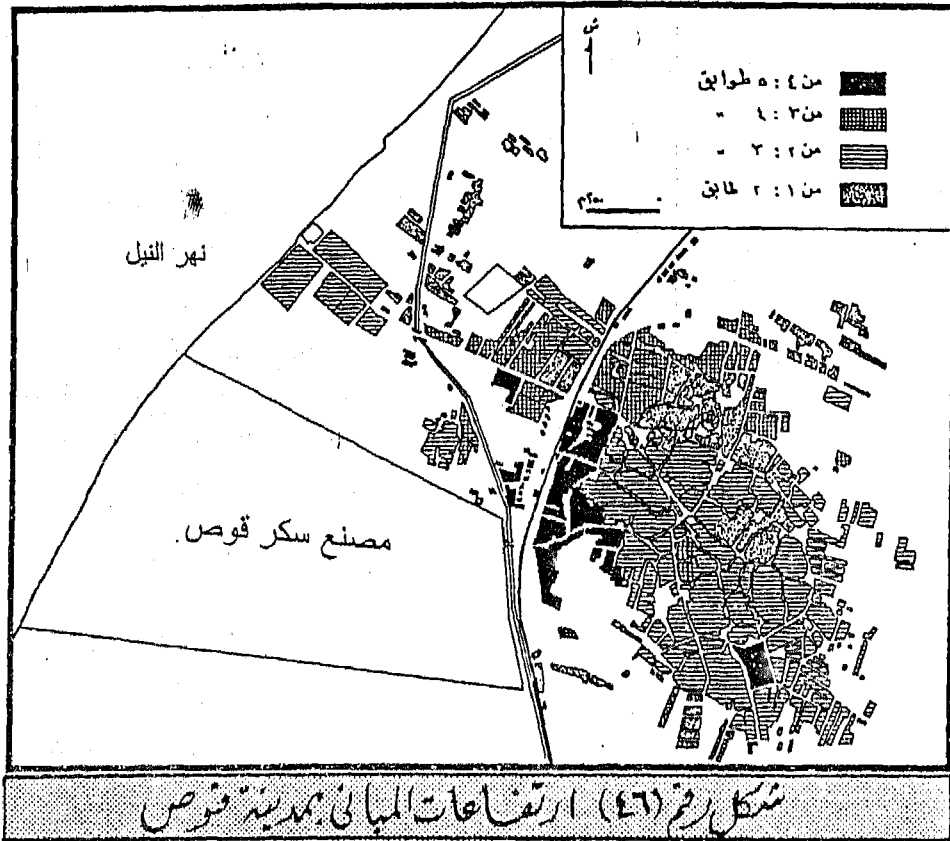 ش
من ٤ : ٥ طوابق
من ٣ : ٤ "
من ٢ : ٣ "
من ١ : ٢ طابق
٢٠٠م
نهر النيل
مصنع سكر قوص
شكل رقم (٤٦) ارتفاعات المباني بمدينة قوص